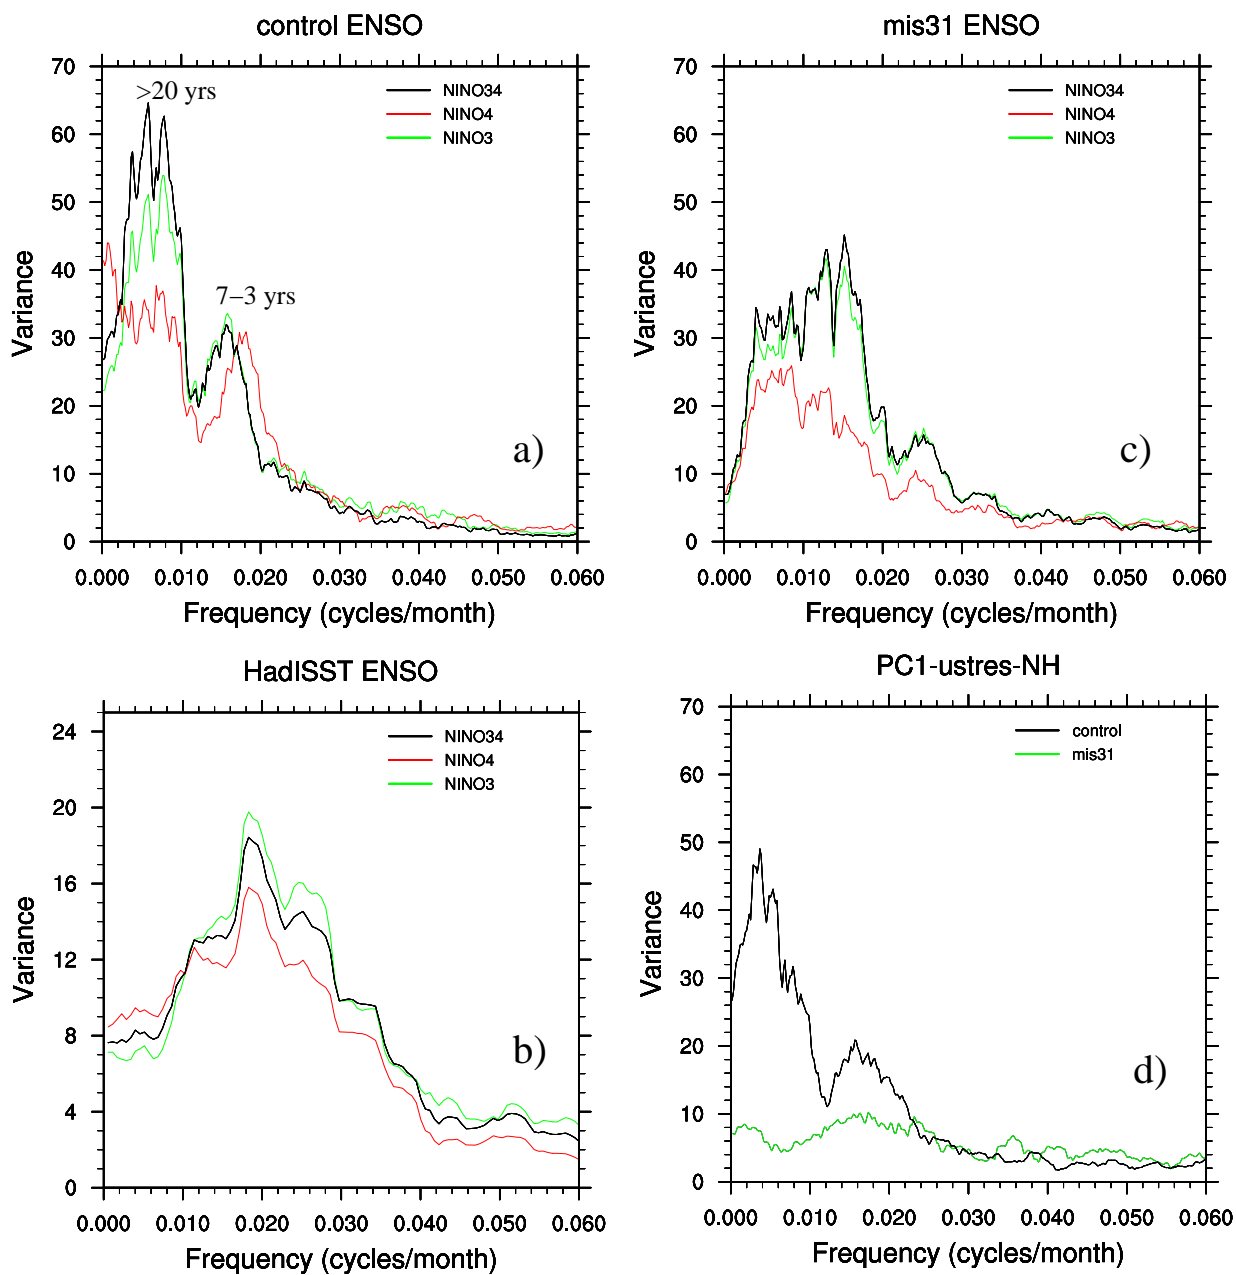 control ENSO
70
60
50
40
30
20
10
0
Variance
>20 yrs
7–3 yrs
NINO34
NINO4
NINO3
a)
0.000 0.010 0.020 0.030 0.040 0.050 0.060
Frequency (cycles/month)
mis31 ENSO
70
60
50
40
30
20
10
0
Variance
NINO34
NINO4
NINO3
c)
0.000 0.010 0.020 0.030 0.040 0.050 0.060
Frequency (cycles/month)
HadISST ENSO
24
20
16
12
8
4
0
Variance
NINO34
NINO4
NINO3
b)
0.000 0.010 0.020 0.030 0.040 0.050 0.060
Frequency (cycles/month)
PC1-ustres-NH
70
60
50
40
30
20
10
0
Variance
control
mis31
d)
0.000 0.010 0.020 0.030 0.040 0.050 0.060
Frequency (cycles/month)